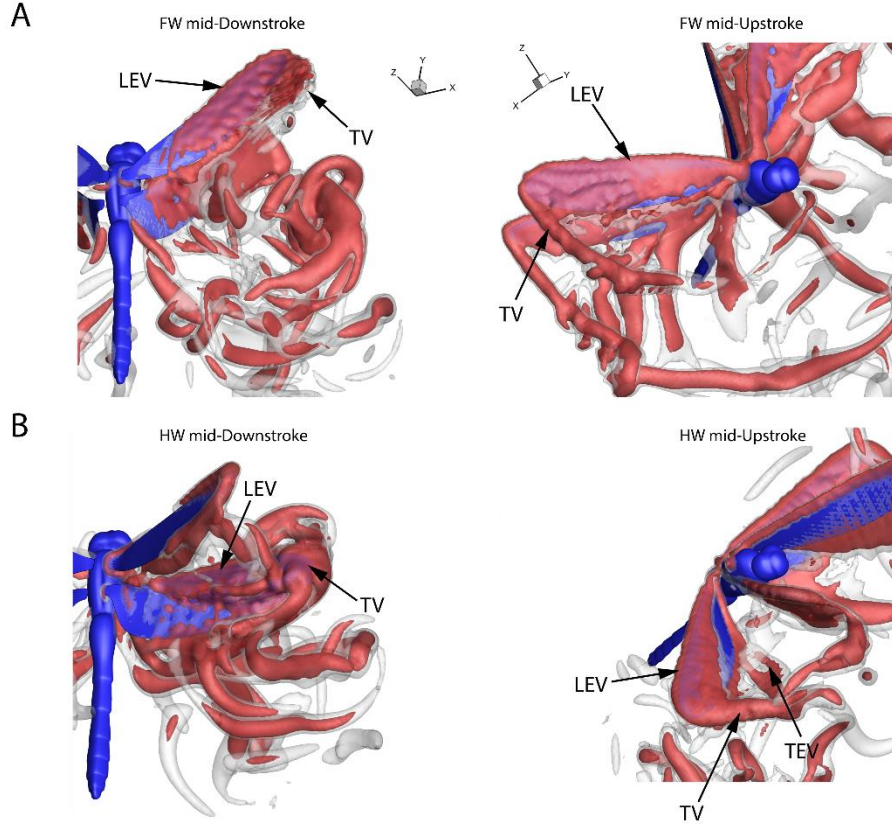 A
FW mid-Downstroke
FW mid-Upstroke
LEV
TV
Z
Y
X
Z
Y
X
LEV
TV
B
HW mid-Downstroke
HW mid-Upstroke
LEV
TV
LEV
TEV
TV